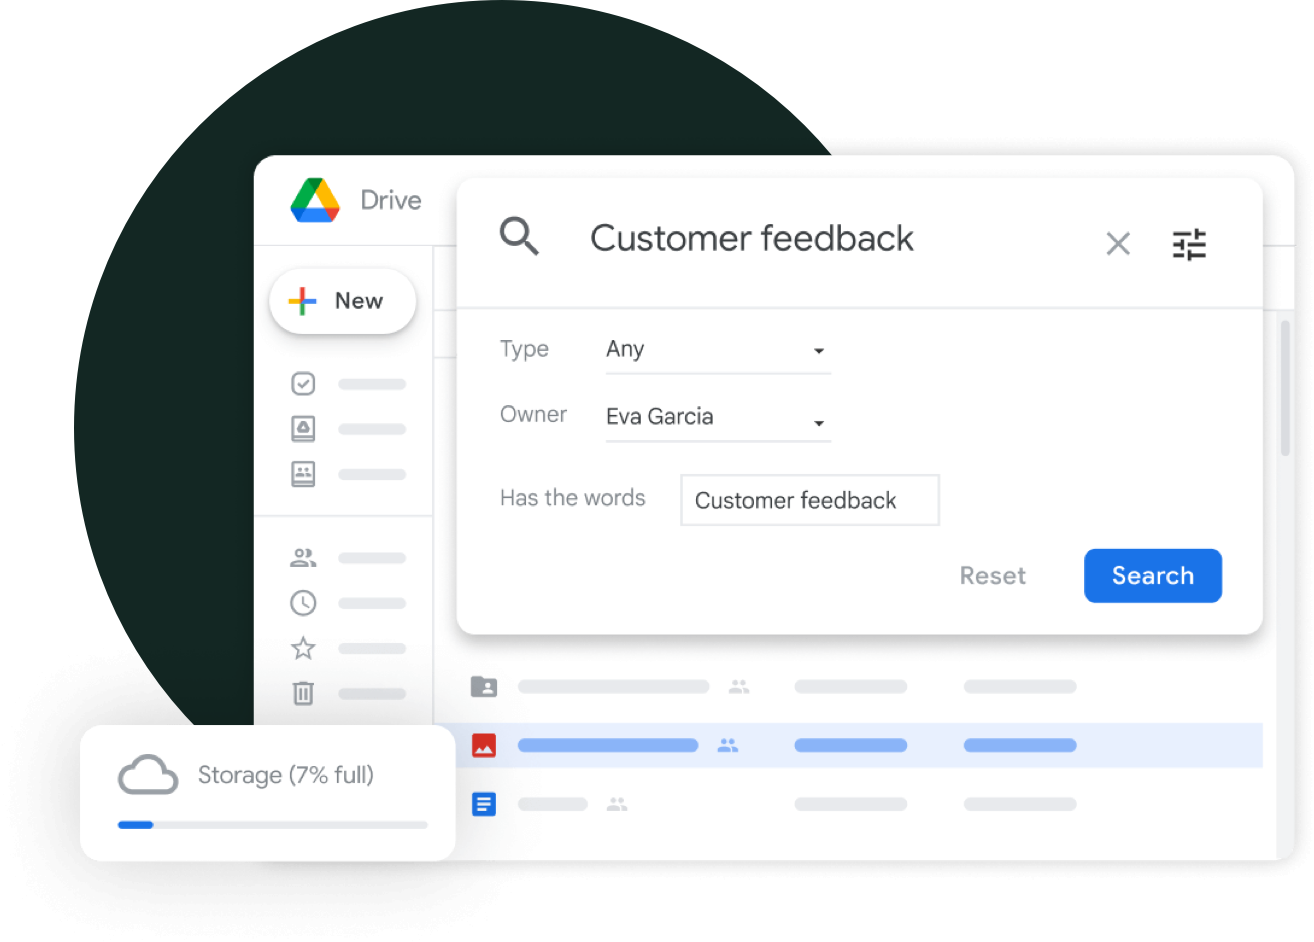 Drive
Customer feedback
New
Type Any
Owner Eva Garcia
Has the words Customer feedback
Reset Search
Storage (7% full)